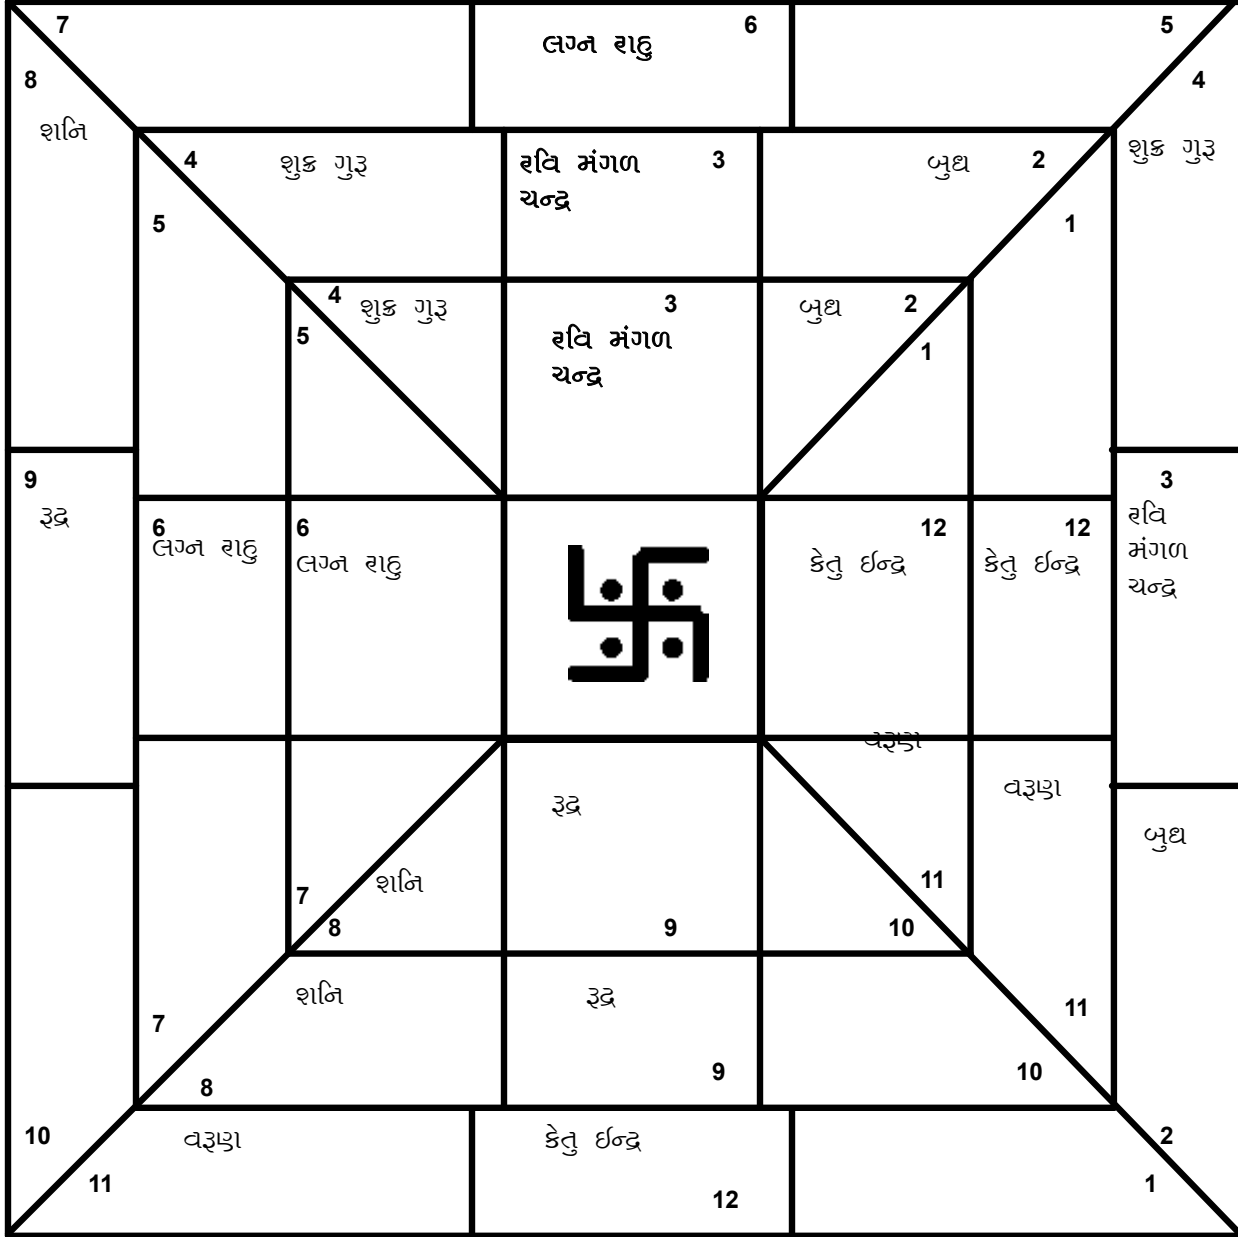 7
લગ્ન રાહુ 6
5
8
4
શનિ
શુક્ર ગુરૂ
4 શુક્ર ગુરૂ
રવિ મંગળ 3
ચન્દ્ર
બુધ 2
5
1
4 શુક્ર ગુરૂ
3
રવિ મંગળ
ચન્દ્ર
બુધ 2
5
1
9
રૂદ્ર
6
લગ્ન રાહુ
6
લગ્ન રાહુ
12
કેતુ ઈન્દ્ર
12
કેતુ ઈન્દ્ર
3
રવિ
મંગળ
ચન્દ્ર
વરૂણ
વરૂણ
રૂદ્ર
બુધ
શનિ
7
8
9
11
10
શનિ
રૂદ્ર
7
11
8
9
10
10
વરૂણ
કેતુ ઈન્દ્ર
2
11
12
1